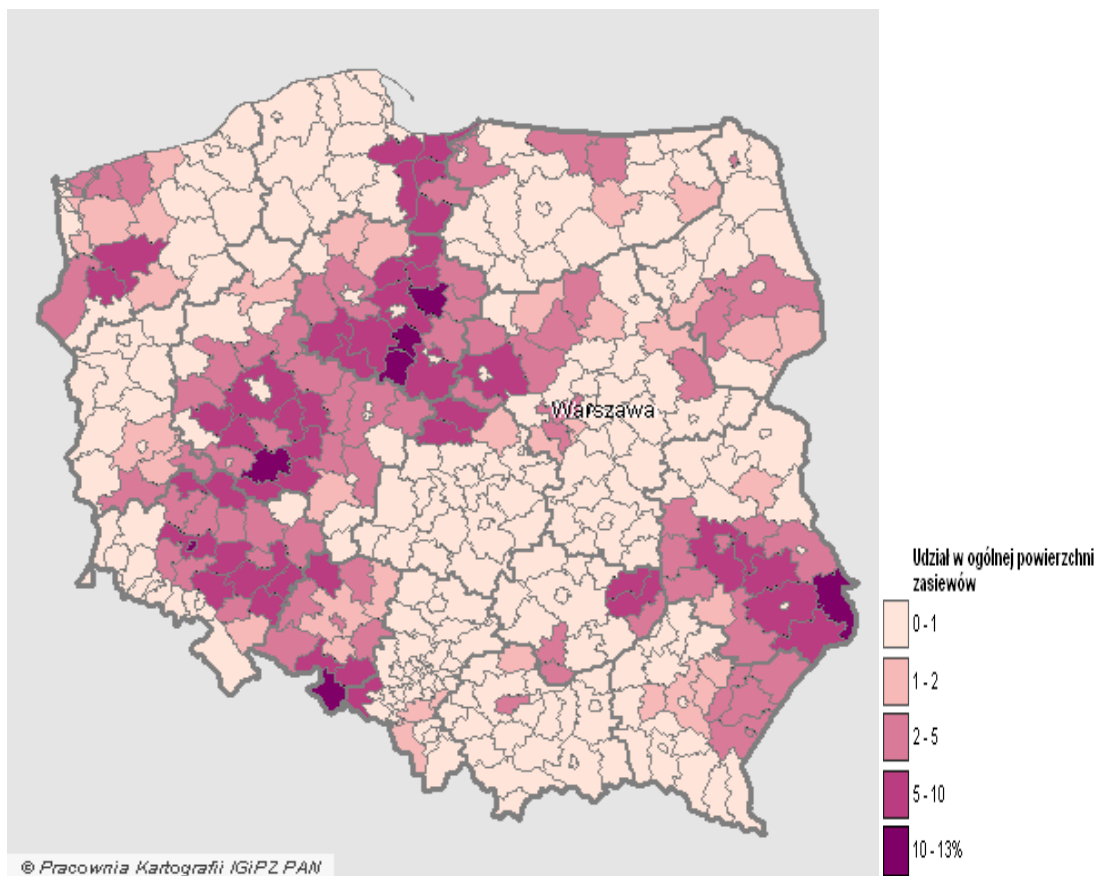 Warszawa
Udział w ogólnej powierzchni
zasiewów
0 - 1
1 - 2
2 - 5
5 - 10
10 - 13%
© Pracownia Kartografii IGiPZ PAN